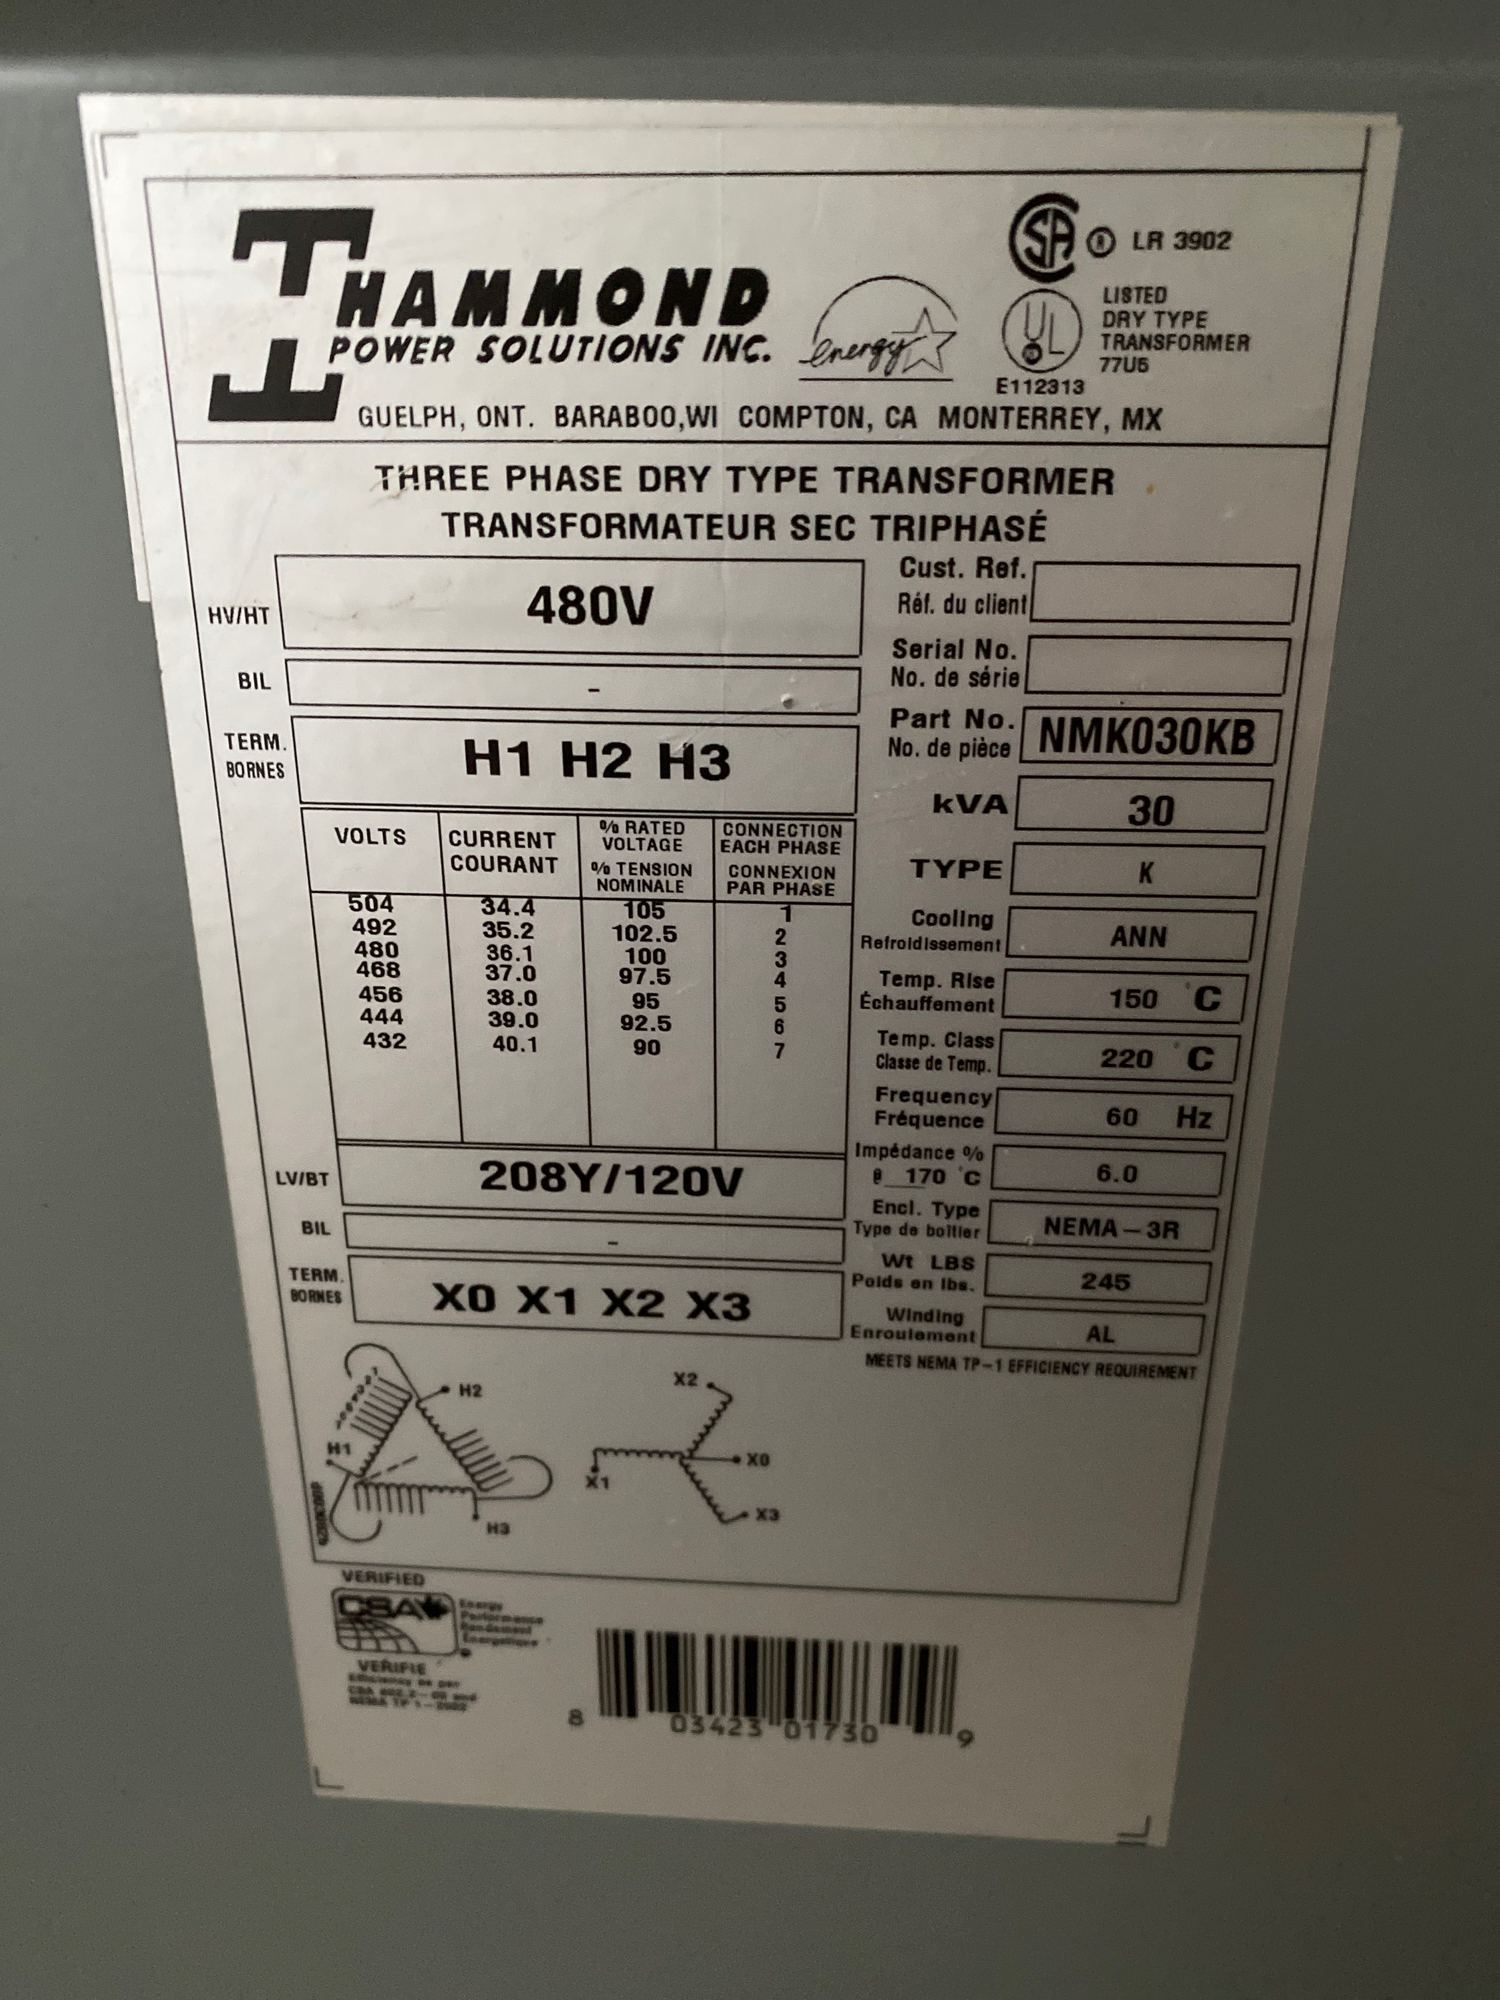 HAMMOND
POWER SOLUTIONS INC.
energy
SA ® LR 3902
UL
LISTED
DRY TYPE
TRANSFORMER
77U5
E112313
GUELPH, ONT. BARABOO,WI COMPTON, CA MONTERREY, MX
THREE PHASE DRY TYPE TRANSFORMER
TRANSFORMATEUR SEC TRIPHASÉ
HV/HT 480V
BIL -
TERM.
BORNES
H1 H2 H3
VOLTS
CURRENT
COURANT
% RATED
VOLTAGE
% TENSION
NOMINALE
CONNECTION
EACH PHASE
CONNEXION
PAR PHASE
504 34.4 105 1
492 35.2 102.5 2
480 36.1 100 3
468 37.0 97.5 4
456 38.0 95 5
444 39.0 92.5 6
432 40.1 90 7
LV/BT 208Y/120V
BIL -
TERM.
BORNES
X0 X1 X2 X3
Cust. Ref.
Réf. du client
Serial No.
No. de série
Part No.
No. de pièce
NMK030KB
kVA 30
TYPE K
Cooling
Refroidissement
ANN
Temp. Rise
Échauffement
150 °C
Temp. Class
Classe de Temp.
220 °C
Frequency
Fréquence
60 Hz
Impédance %
@ 170 °C
6.0
Encl. Type
Type de boîtier
NEMA-3R
Wt LBS
Poids en lbs.
245
Winding
Enroulement
AL
MEETS NEMA TP-1 EFFICIENCY REQUIREMENT
H2
H1
H3
X2
X0
X1
X3
VERIFIED
CSA
Energy
Performance
Rendement
Énergétique
VÉRIFIÉ
8 03423 01730 9